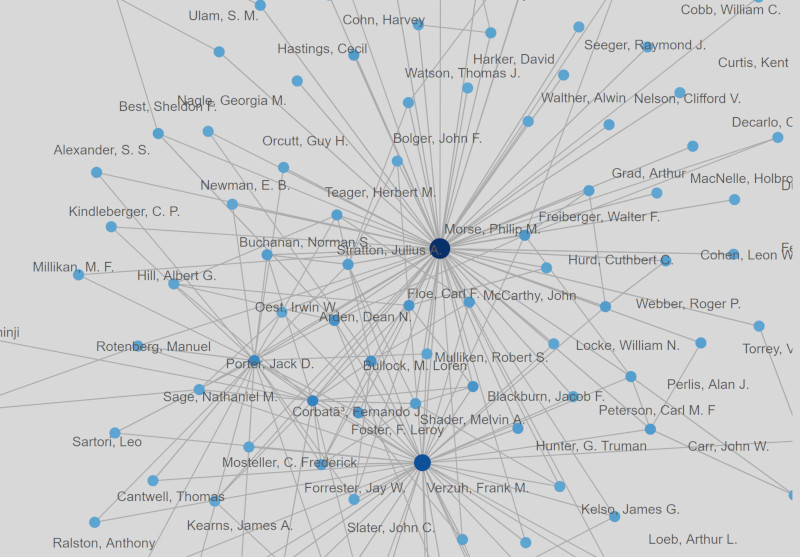 Cobb, William C.
Ulam, S. M.
Cohn, Harvey
Seeger, Raymond J.
Hastings, Cecil
Harker, David
Curtis, Kent
Watson, Thomas J.
Best, Sheldon F.
Nagle, Georgia M.
Walther, Alwin
Nelson, Clifford V.
Decarlo, C
Orcutt, Guy H.
Bolger, John F.
Alexander, S. S.
Grad, Arthur
MacNelle, Holbro
Newman, E. B.
Teager, Herbert M.
Kindleberger, C. P.
Freiberger, Walter F.
Morse, Philip M.
Buchanan, Norman S.
Stratton, Julius A.
Hurd, Cuthbert C.
Cohen, Leon W
Fe
Millikan, M. F.
Hill, Albert G.
Floe, Carl F.
McCarthy, John
Webber, Roger P.
Oest, Irwin W.
Arden, Dean N.
inji
Rotenberg, Manuel
Locke, William N.
Torrey, V
Porter, Jack D.
Bullock, M. Loren
Mulliken, Robert S.
Perlis, Alan J.
Sage, Nathaniel M.
Corbató, Fernando J.
Blackburn, Jacob F.
Peterson, Carl M. F
Shader, Melvin A.
Foster, F. Leroy
Sartori, Leo
Hunter, G. Truman
Carr, John W.
Mosteller, C. Frederick
Forrester, Jay W.
Verzuh, Frank M.
Cantwell, Thomas
Kelso, James G.
Kearns, James A.
Slater, John C.
Ralston, Anthony
Loeb, Arthur L.